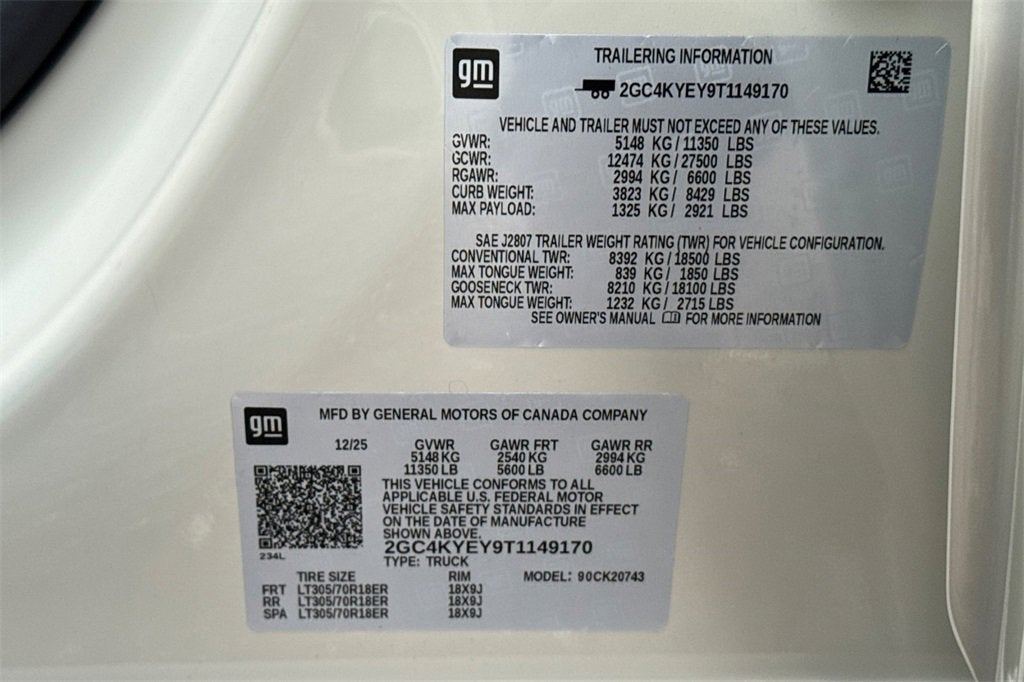 gm
TRAILERING INFORMATION
2GC4KYEY9T1149170
VEHICLE AND TRAILER MUST NOT EXCEED ANY OF THESE VALUES.
GVWR: 5148 KG / 11350 LBS
GCWR: 12474 KG / 27500 LBS
RGAWR: 2994 KG / 6600 LBS
CURB WEIGHT: 3823 KG / 8429 LBS
MAX PAYLOAD: 1325 KG / 2921 LBS
SAE J2807 TRAILER WEIGHT RATING (TWR) FOR VEHICLE CONFIGURATION.
CONVENTIONAL TWR: 8392 KG / 18500 LBS
MAX TONGUE WEIGHT: 839 KG / 1850 LBS
GOOSENECK TWR: 8210 KG / 18100 LBS
MAX TONGUE WEIGHT: 1232 KG / 2715 LBS
SEE OWNER'S MANUAL FOR MORE INFORMATION
gm
MFD BY GENERAL MOTORS OF CANADA COMPANY
12/25 GVWR GAWR FRT GAWR RR
5148 KG 2540 KG 2994 KG
11350 LB 5600 LB 6600 LB
THIS VEHICLE CONFORMS TO ALL
APPLICABLE U.S. FEDERAL MOTOR
VEHICLE SAFETY STANDARDS IN EFFECT
ON THE DATE OF MANUFACTURE
SHOWN ABOVE.
2GC4KYEY9T1149170
234L
TYPE: TRUCK
TIRE SIZE RIM MODEL: 90CK20743
FRT LT305/70R18ER 18X9J
RR LT305/70R18ER 18X9J
SPA LT305/70R18ER 18X9J